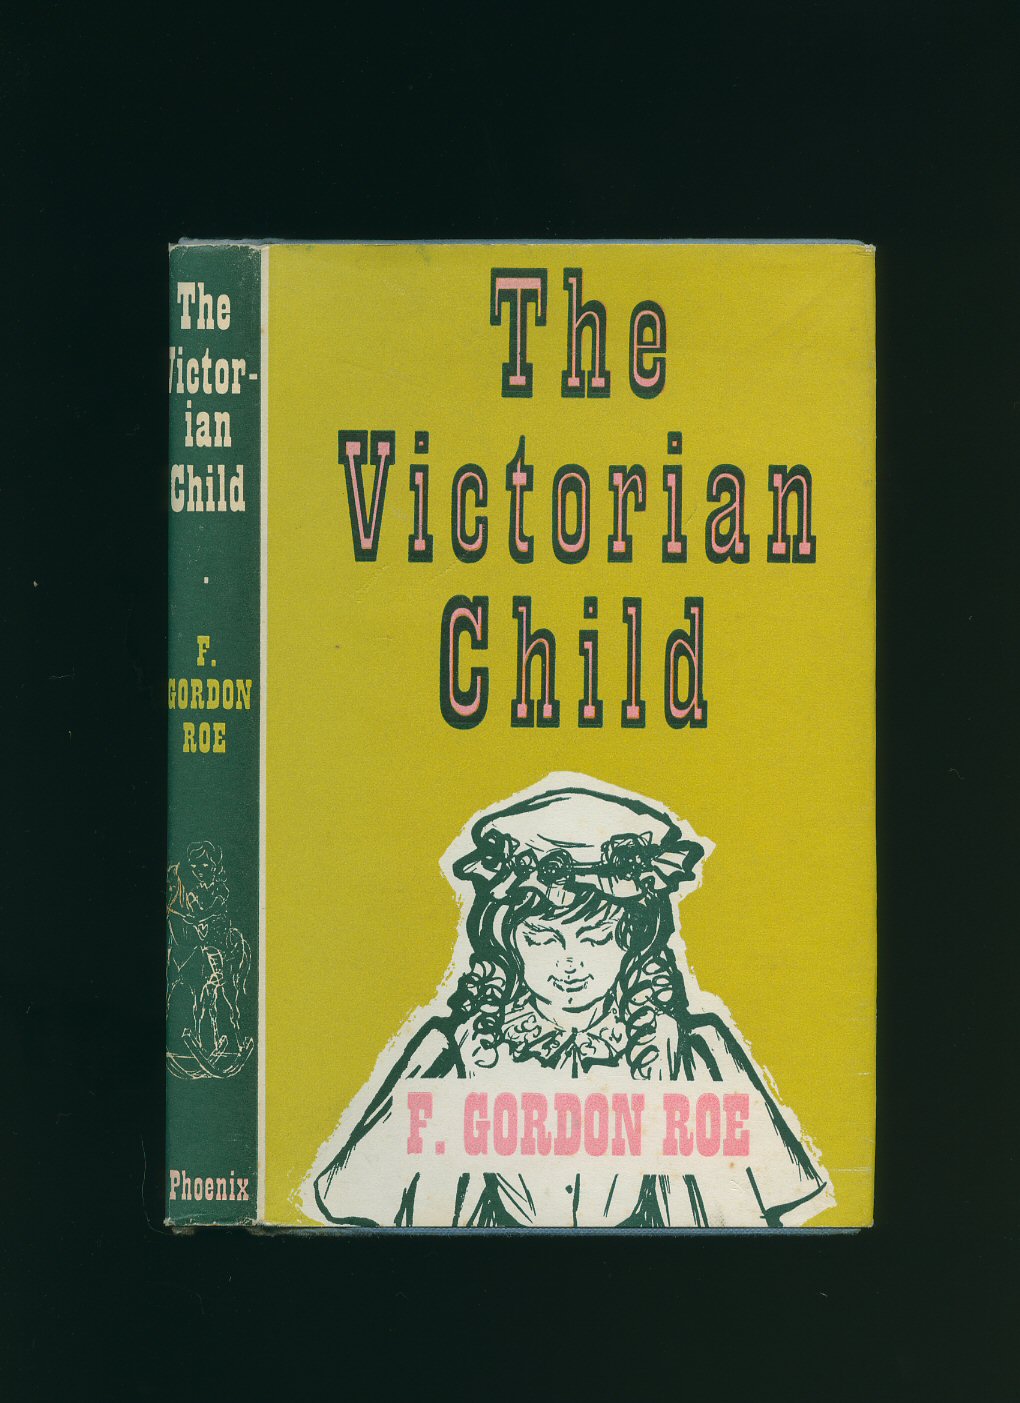 The
Victor-
ian
Child
F.
GORDON
ROE
Phoenix
The
Victorian
Child
F. GORDON ROE